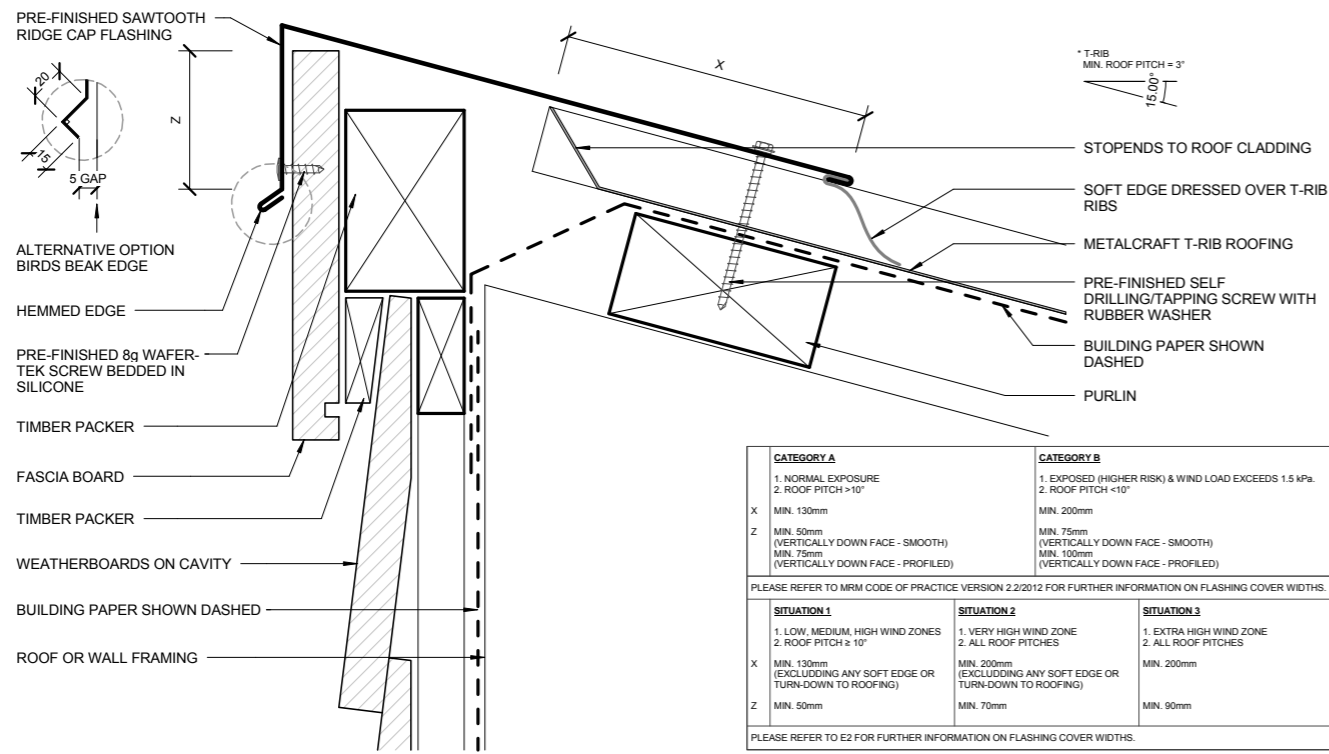 PRE-FINISHED SAWTOOTH
RIDGE CAP FLASHING
20
15
5 GAP
Z
X
ALTERNATIVE OPTION
BIRDS BEAK EDGE
HEMMED EDGE
PRE-FINISHED 8g WAFER-
TEK SCREW BEDDED IN
SILICONE
TIMBER PACKER
FASCIA BOARD
TIMBER PACKER
WEATHERBOARDS ON CAVITY
BUILDING PAPER SHOWN DASHED
ROOF OR WALL FRAMING
* T-RIB
MIN. ROOF PITCH = 3°
15.00°
STOPENDS TO ROOF CLADDING
SOFT EDGE DRESSED OVER T-RIB
RIBS
METALCRAFT T-RIB ROOFING
PRE-FINISHED SELF
DRILLING/TAPPING SCREW WITH
RUBBER WASHER
BUILDING PAPER SHOWN
DASHED
PURLIN
CATEGORY A
1. NORMAL EXPOSURE
2. ROOF PITCH >10°
X MIN. 130mm
Z MIN. 50mm
(VERTICALLY DOWN FACE - SMOOTH)
MIN. 75mm
(VERTICALLY DOWN FACE - PROFILED)
CATEGORY B
1. EXPOSED (HIGHER RISK) & WIND LOAD EXCEEDS 1.5 kPa.
2. ROOF PITCH <10°
MIN. 200mm
MIN. 75mm
(VERTICALLY DOWN FACE - SMOOTH)
MIN. 100mm
(VERTICALLY DOWN FACE - PROFILED)
PLEASE REFER TO MRM CODE OF PRACTICE VERSION 2.2/2012 FOR FURTHER INFORMATION ON FLASHING COVER WIDTHS.
SITUATION 1
1. LOW, MEDIUM, HIGH WIND ZONES
2. ROOF PITCH ≥ 10°
X MIN. 130mm
(EXCLUDDING ANY SOFT EDGE OR
TURN-DOWN TO ROOFING)
Z MIN. 50mm
SITUATION 2
1. VERY HIGH WIND ZONE
2. ALL ROOF PITCHES
MIN. 200mm
(EXCLUDDING ANY SOFT EDGE OR
TURN-DOWN TO ROOFING)
MIN. 70mm
SITUATION 3
1. EXTRA HIGH WIND ZONE
2. ALL ROOF PITCHES
MIN. 200mm
MIN. 90mm
PLEASE REFER TO E2 FOR FURTHER INFORMATION ON FLASHING COVER WIDTHS.